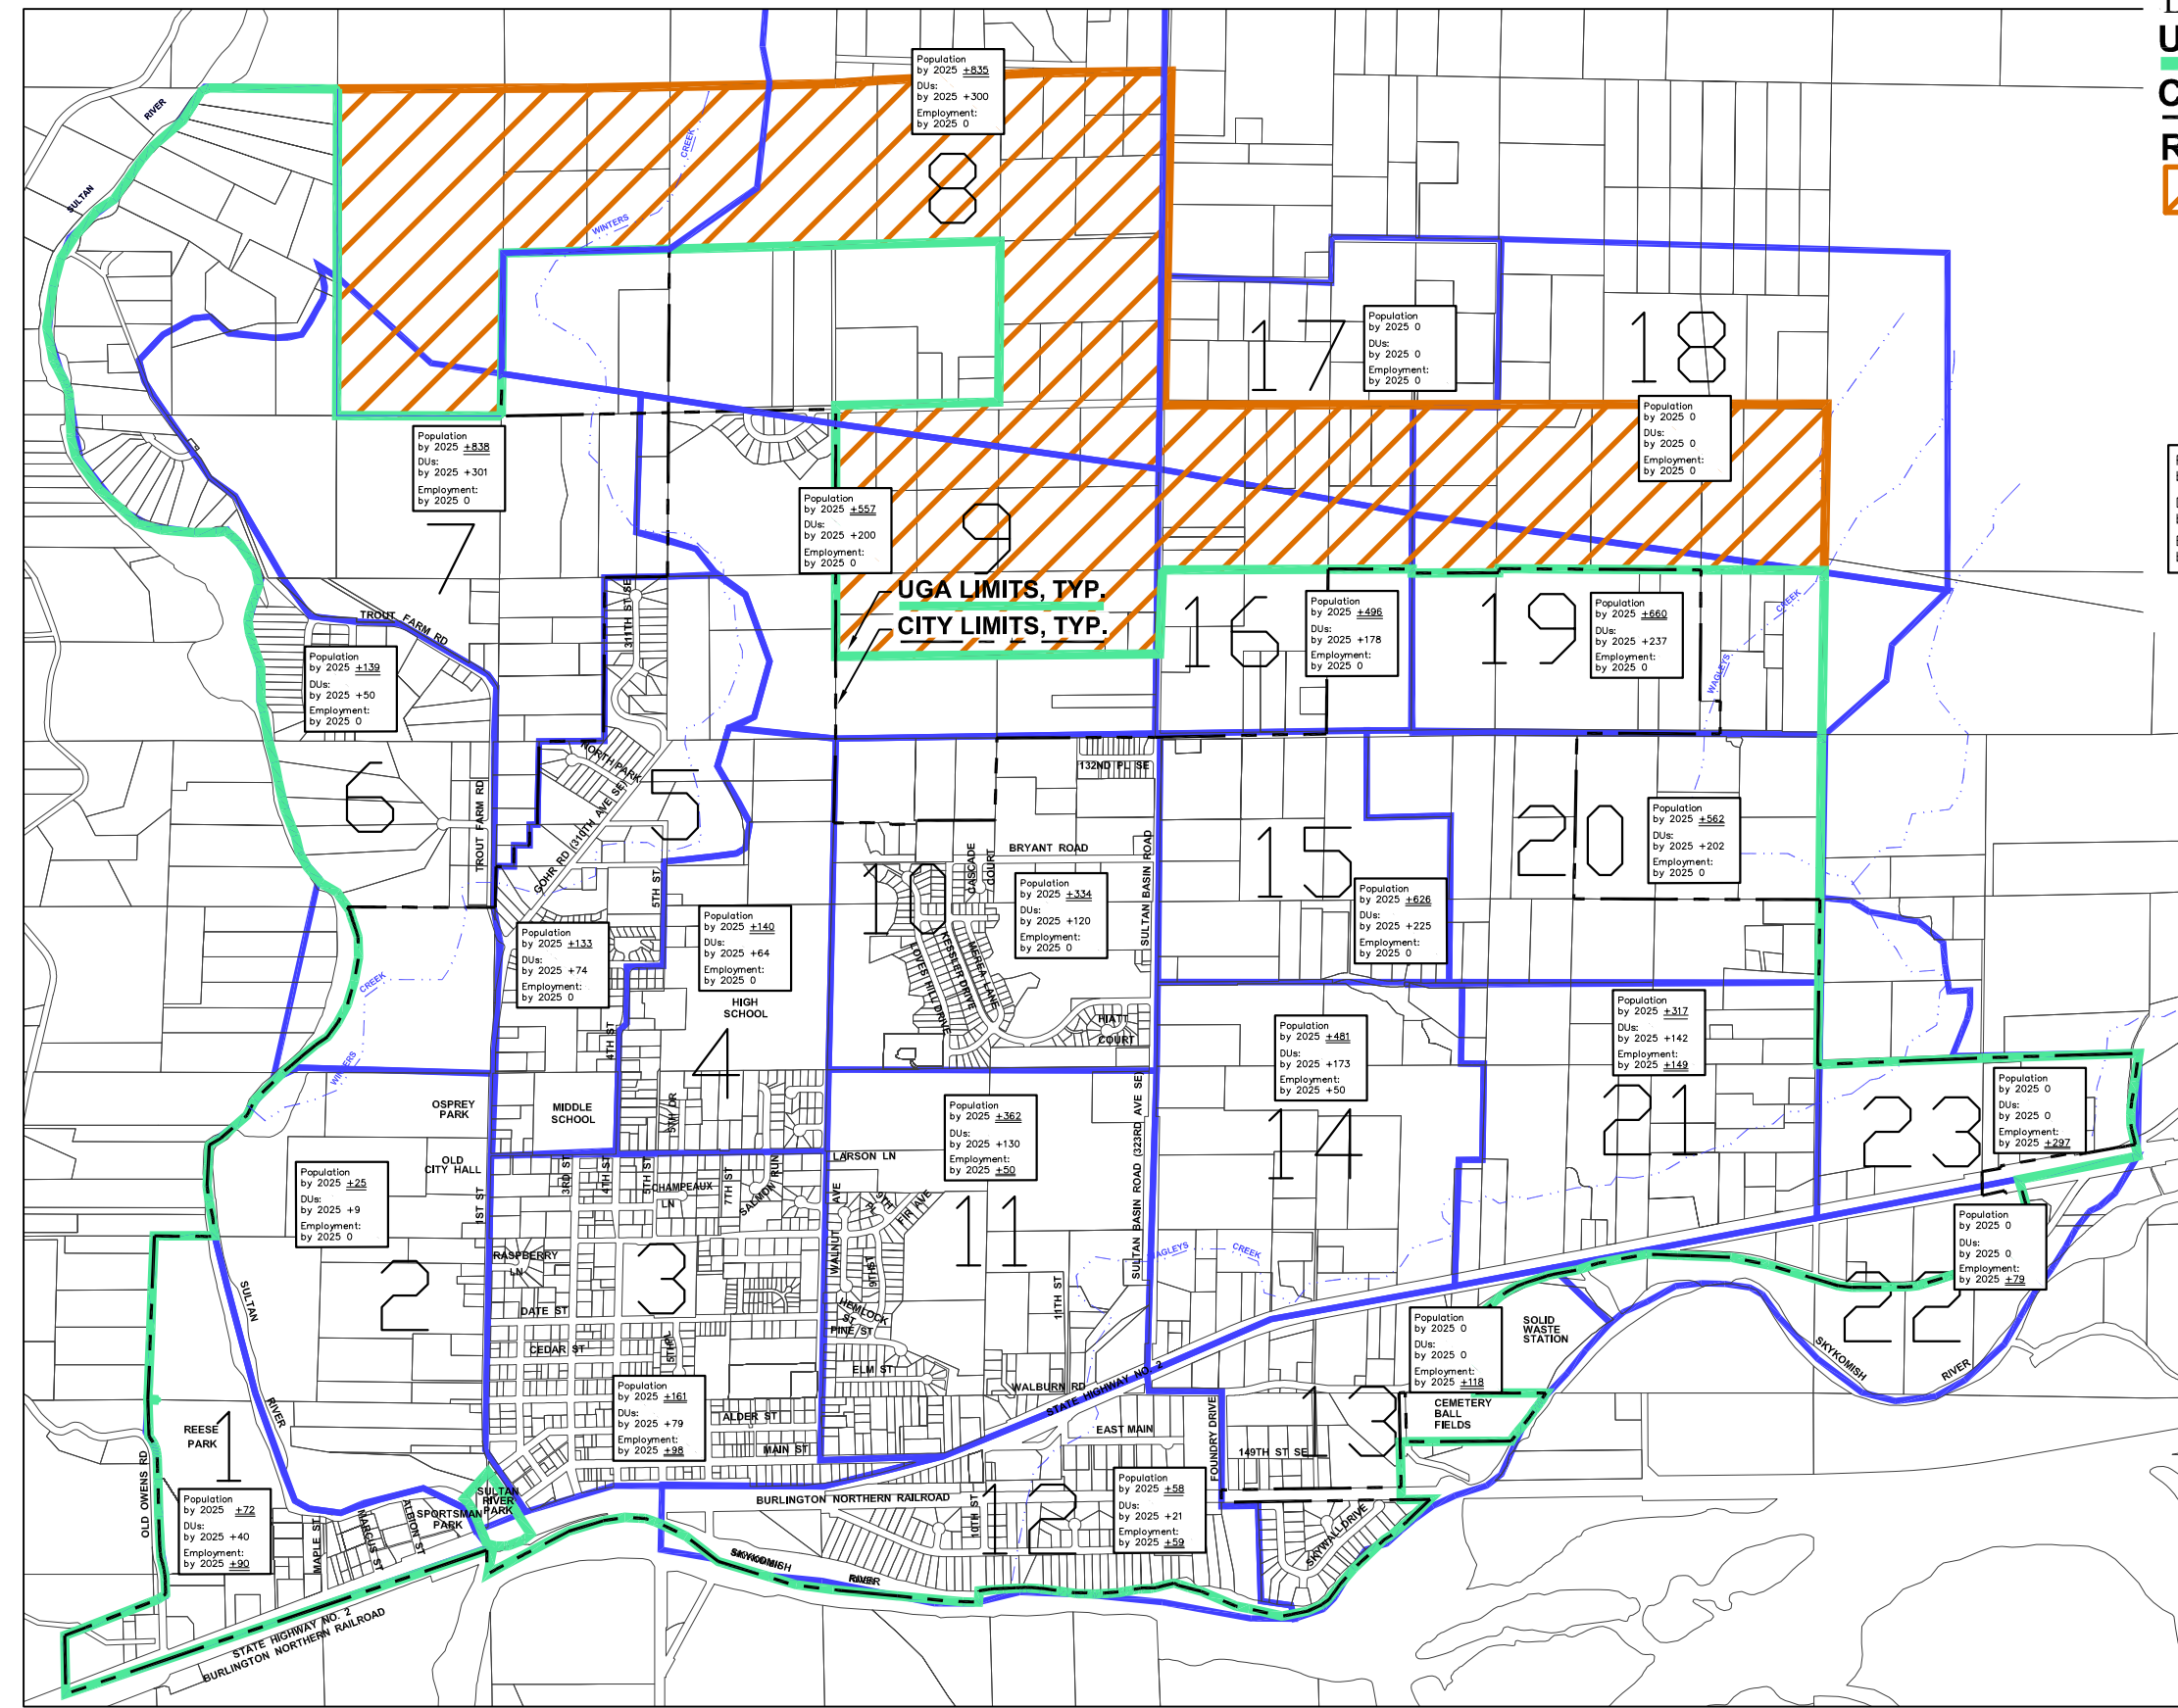 U
C
R
RIVER
SULTAN
CREEK
WINTERS
Population
by 2025 +835
DUs:
by 2025 +300
Employment:
by 2025 0
8
17
Population
by 2025 0
DUs:
by 2025 0
Employment:
by 2025 0
18
Population
by 2025 0
DUs:
by 2025 0
Employment:
by 2025 0
Population
by 2025 +838
DUs:
by 2025 +301
Employment:
by 2025 0
7
Population
by 2025 +557
DUs:
by 2025 +200
Employment:
by 2025 0
9
UGA LIMITS, TYP.
CITY LIMITS, TYP.
16
Population
by 2025 +496
DUs:
by 2025 +178
Employment:
by 2025 0
19
Population
by 2025 +660
DUs:
by 2025 +237
Employment:
by 2025 0
CREEK
WAGLEYS
TROUT FARM RD
311TH ST SE
Population
by 2025 +139
DUs:
by 2025 +50
Employment:
by 2025 0
6
TROUT FARM RD
NORTH PARK
GOHR RD (310TH AVE SE)
5
5TH ST
132ND PL SE
BRYANT ROAD
CASCADE
COURT
SULTAN BASIN ROAD
10
KESSLER DRIVE
MEREA LANE
LOVES HILL DRIVE
HIATT
COURT
Population
by 2025 +334
DUs:
by 2025 +120
Employment:
by 2025 0
15
Population
by 2025 +626
DUs:
by 2025 +225
Employment:
by 2025 0
20
Population
by 2025 +562
DUs:
by 2025 +202
Employment:
by 2025 0
Population
by 2025 +133
DUs:
by 2025 +74
Employment:
by 2025 0
Population
by 2025 +140
DUs:
by 2025 +64
Employment:
by 2025 0
HIGH
SCHOOL
4
4TH ST
CREEK
WINTERS
OSPREY
PARK
MIDDLE
SCHOOL
5TH DR
Population
by 2025 +481
DUs:
by 2025 +173
Employment:
by 2025 +50
14
Population
by 2025 +317
DUs:
by 2025 +142
Employment:
by 2025 +149
21
23
Population
by 2025 0
DUs:
by 2025 0
Employment:
by 2025 +297
Population
by 2025 +362
DUs:
by 2025 +130
Employment:
by 2025 +50
11
SULTAN BASIN ROAD (323RD AVE SE)
LARSON LN
OLD
CITY HALL
Population
by 2025 +25
DUs:
by 2025 +9
Employment:
by 2025 0
2
1ST ST
3RD ST
4TH ST
5TH ST
CHAMPEAUX
LN
7TH ST
SALMON RUN
WALNUT AVE
9TH
PL
FIR AVE
RASPBERRY
LN
3
DATE ST
CEDAR ST
5TH PL
HEMLOCK
ST
PINE ST
ELM ST
11TH ST
WAGLEYS
CREEK
Population
by 2025 0
DUs:
by 2025 0
Employment:
by 2025 +79
22
SKYKOMISH
RIVER
Population
by 2025 0
DUs:
by 2025 0
Employment:
by 2025 +118
SOLID
WASTE
STATION
13
CEMETERY
BALL
FIELDS
149TH ST SE
FOUNDRY DRIVE
WALBURN RD
STATE HIGHWAY NO. 2
EAST MAIN
Population
by 2025 +161
DUs:
by 2025 +79
Employment:
by 2025 +98
ALDER ST
MAIN ST
SULTAN
RIVER
REESE
PARK
1
OLD OWENS RD
Population
by 2025 +72
DUs:
by 2025 +40
Employment:
by 2025 +90
MAPLE ST
MARCUS ST
ALBION ST
SPORTSMAN
PARK
SULTAN
RIVER
PARK
BURLINGTON NORTHERN RAILROAD
10TH ST
12
Population
by 2025 +58
DUs:
by 2025 +21
Employment:
by 2025 +59
SKYWALL DRIVE
SKYKOMISH
RIVER
STATE HIGHWAY NO. 2
BURLINGTON NORTHERN RAILROAD